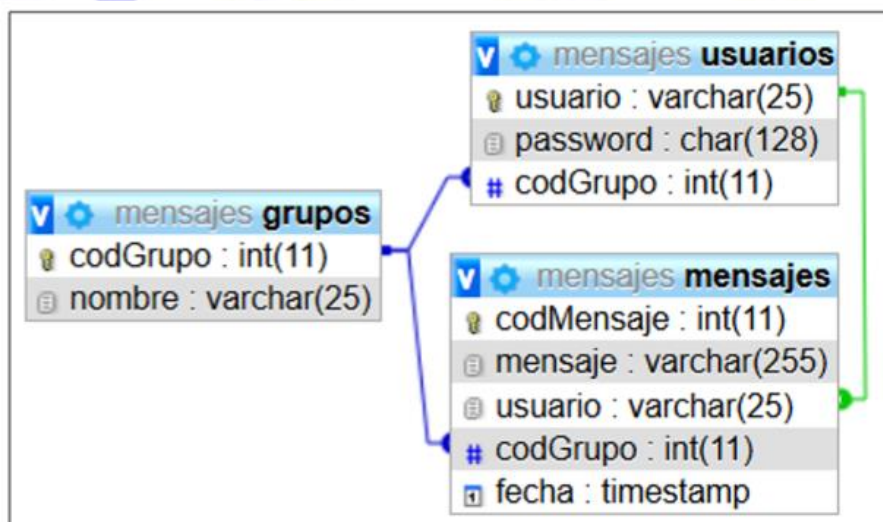 mensajes usuarios
usuario : varchar(25)
password : char(128)
codGrupo : int(11)
mensajes grupos
codGrupo : int(11)
nombre : varchar(25)
mensajes mensajes
codMensaje : int(11)
mensaje : varchar(255)
usuario : varchar(25)
codGrupo : int(11)
fecha : timestamp